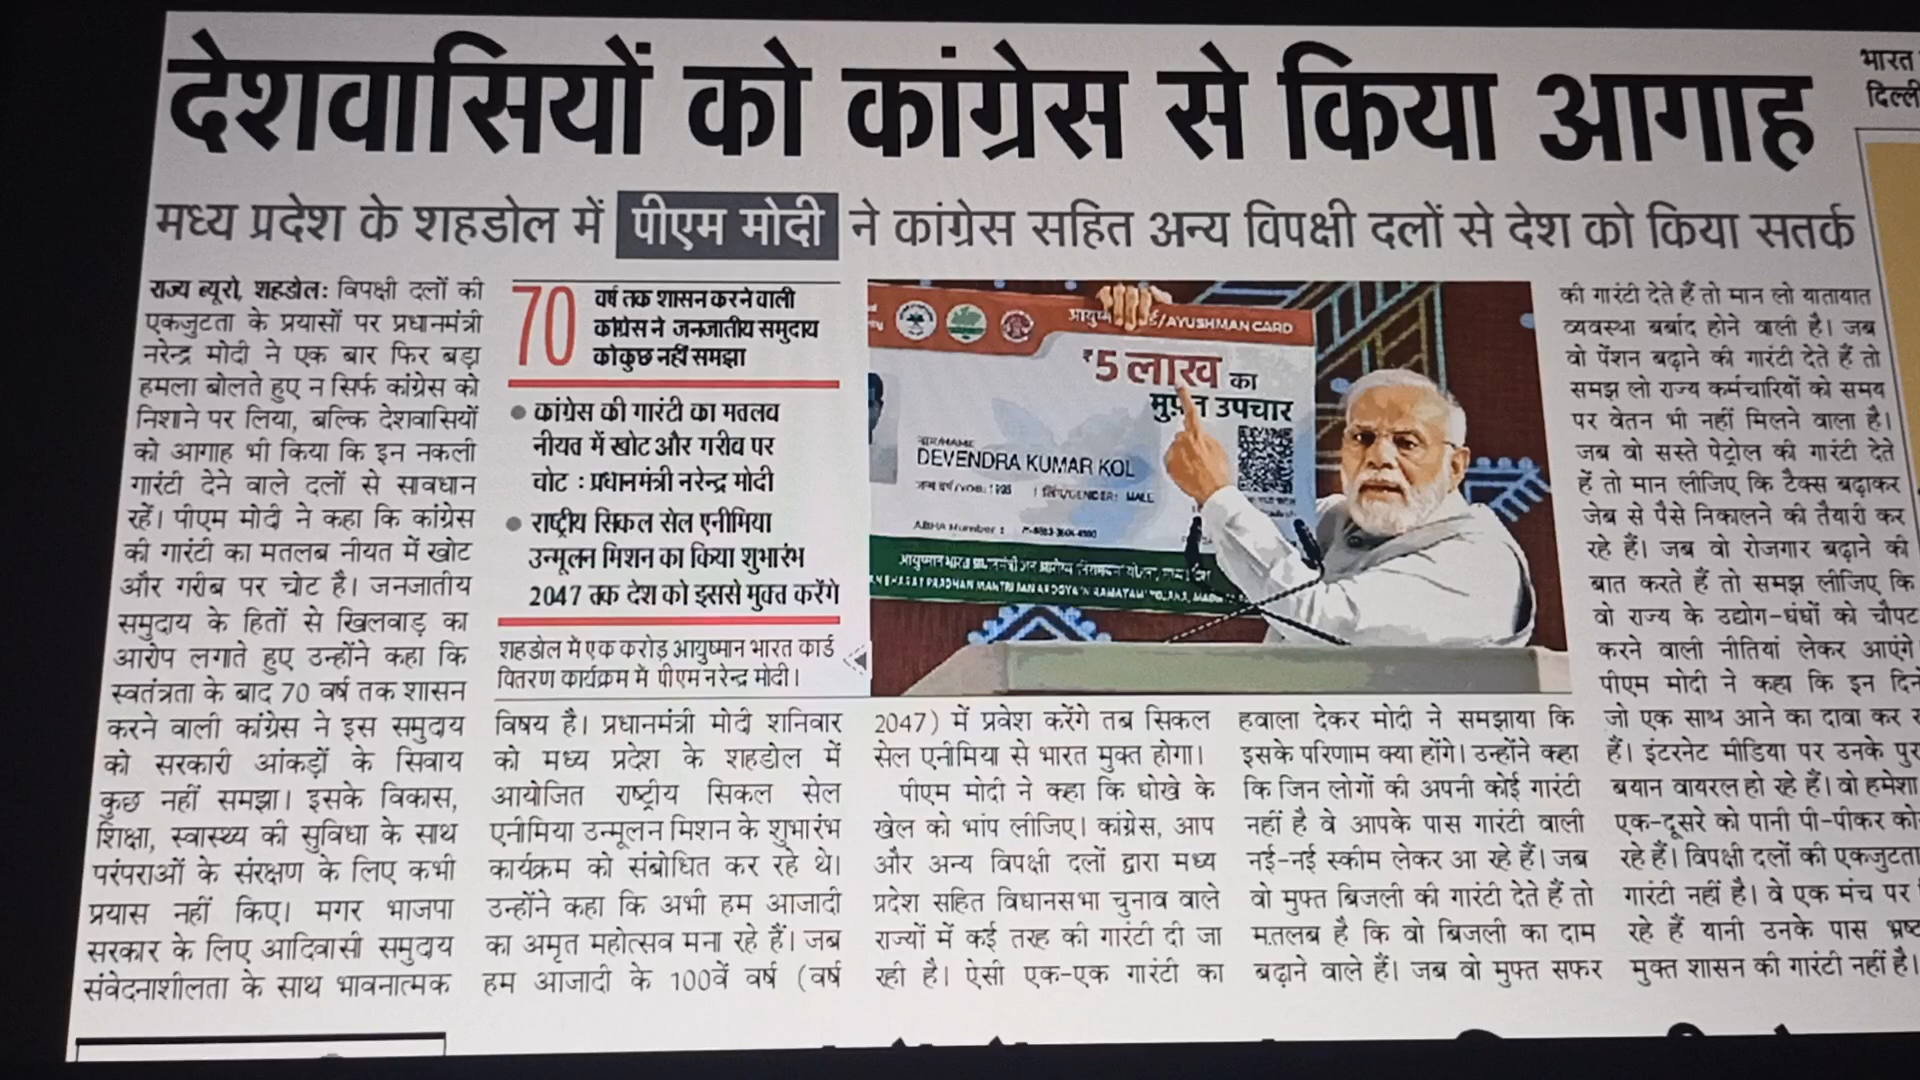 देशवासियों को कांग्रेस से किया आगाह
भारत
दिल्ली
मध्य प्रदेश के शहडोल में पीएम मोदी ने कांग्रेस सहित अन्य विपक्षी दलों से देश को किया सतर्क
राज्य ब्यूरो, शहडोल: विपक्षी दलों की
एकजुटता के प्रयासों पर प्रधानमंत्री
नरेन्द्र मोदी ने एक बार फिर बड़ा
हमला बोलते हुए न सिर्फ कांग्रेस को
निशाने पर लिया, बल्कि देशवासियों
को आगाह भी किया कि इन नकली
गारंटी देने वाले दलों से सावधान
रहें। पीएम मोदी ने कहा कि कांग्रेस
की गारंटी का मतलब नीयत में खोट
और गरीब पर चोट है। जनजातीय
समुदाय के हितों से खिलवाड़ का
आरोप लगाते हुए उन्होंने कहा कि
स्वतंत्रता के बाद 70 वर्ष तक शासन
करने वाली कांग्रेस ने इस समुदाय
को सरकारी आंकड़ों के सिवाय
कुछ नहीं समझा। इसके विकास,
शिक्षा, स्वास्थ्य की सुविधा के साथ
परंपराओं के संरक्षण के लिए कभी
प्रयास नहीं किए। मगर भाजपा
सरकार के लिए आदिवासी समुदाय
संवेदनाशीलता के साथ भावनात्मक
70 वर्ष तक शासन करने वाली
कांग्रेस ने जनजातीय समुदाय
को कुछ नहीं समझा
कांग्रेस की गारंटी का मतलब
नीयत में खोट और गरीब पर
चोट : प्रधानमंत्री नरेन्द्र मोदी
राष्ट्रीय सिकल सेल एनीमिया
उन्मूलन मिशन का किया शुभारंभ
2047 तक देश को इससे मुक्त करेंगे
शहडोल में एक करोड़ आयुष्मान भारत कार्ड
वितरण कार्यक्रम में पीएम नरेन्द्र मोदी।
/AYUSHMAN CARD
₹5 लाख का
मुफ़्त उपचार
नाम/NAME
DEVENDRA KUMAR KOL
MALE
ABHA Number :
विषय है। प्रधानमंत्री मोदी शनिवार
को मध्य प्रदेश के शहडोल में
आयोजित राष्ट्रीय सिकल सेल
एनीमिया उन्मूलन मिशन के शुभारंभ
कार्यक्रम को संबोधित कर रहे थे।
उन्होंने कहा कि अभी हम आजादी
का अमृत महोत्सव मना रहे हैं। जब
हम आजादी के 100वें वर्ष (वर्ष
2047) में प्रवेश करेंगे तब सिकल
सेल एनीमिया से भारत मुक्त होगा।
पीएम मोदी ने कहा कि धोखे के
खेल को भांप लीजिए। कांग्रेस, आप
और अन्य विपक्षी दलों द्वारा मध्य
प्रदेश सहित विधानसभा चुनाव वाले
राज्यों में कई तरह की गारंटी दी जा
रही है। ऐसी एक-एक गारंटी का
हवाला देकर मोदी ने समझाया कि
इसके परिणाम क्या होंगे। उन्होंने कहा
कि जिन लोगों की अपनी कोई गारंटी
नहीं है वे आपके पास गारंटी वाली
नई-नई स्कीम लेकर आ रहे हैं। जब
वो मुफ्त बिजली की गारंटी देते हैं तो
मतलब है कि वो बिजली का दाम
बढ़ाने वाले हैं। जब वो मुफ्त सफर
की गारंटी देते हैं तो मान लो यातायात
व्यवस्था बर्बाद होने वाली है। जब
वो पेंशन बढ़ाने की गारंटी देते हैं तो
समझ लो राज्य कर्मचारियों को समय
पर वेतन भी नहीं मिलने वाला है।
जब वो सस्ते पेट्रोल की गारंटी देते
हैं तो मान लीजिए कि टैक्स बढ़ाकर
जेब से पैसे निकालने की तैयारी कर
रहे हैं। जब वो रोजगार बढ़ाने की
बात करते हैं तो समझ लीजिए कि
वो राज्य के उद्योग-धंधों को चौपट
करने वाली नीतियां लेकर आएंगे
पीएम मोदी ने कहा कि इन दिन
जो एक साथ आने का दावा कर
हैं। इंटरनेट मीडिया पर उनके
बयान वायरल हो रहे हैं। वो हमेशा
एक-दूसरे को पानी पी-पीकर
रहे हैं। विपक्षी दलों की एकजुटता
गारंटी नहीं है। वे एक मंच पर
रहे हैं यानी उनके पास
मुक्त शासन की गारंटी नहीं है।